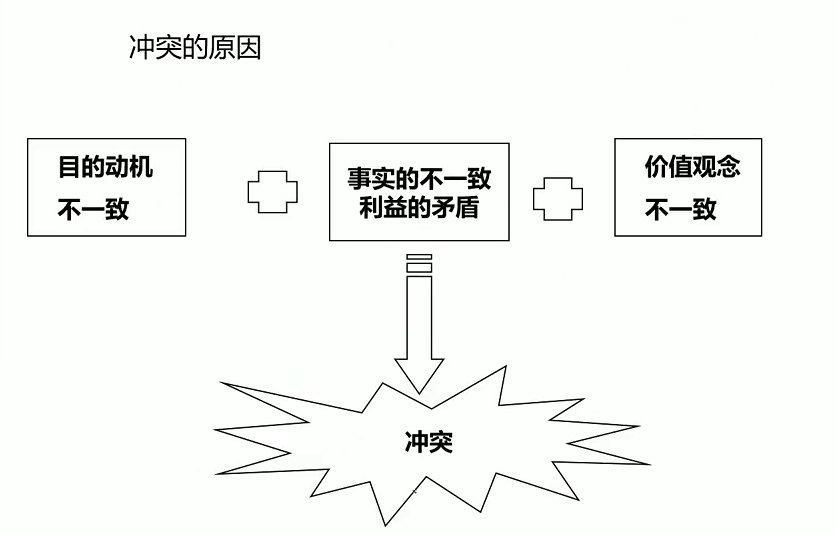 冲突的原因
目的动机
不一致
事实的不一致
利益的矛盾
价值观念
不一致
冲突